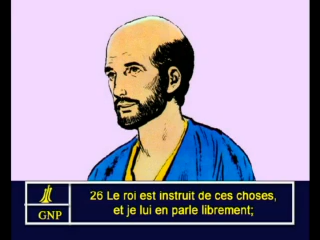 26 Le roi est instruit de ces choses,
et je lui en parle librement;
GNP